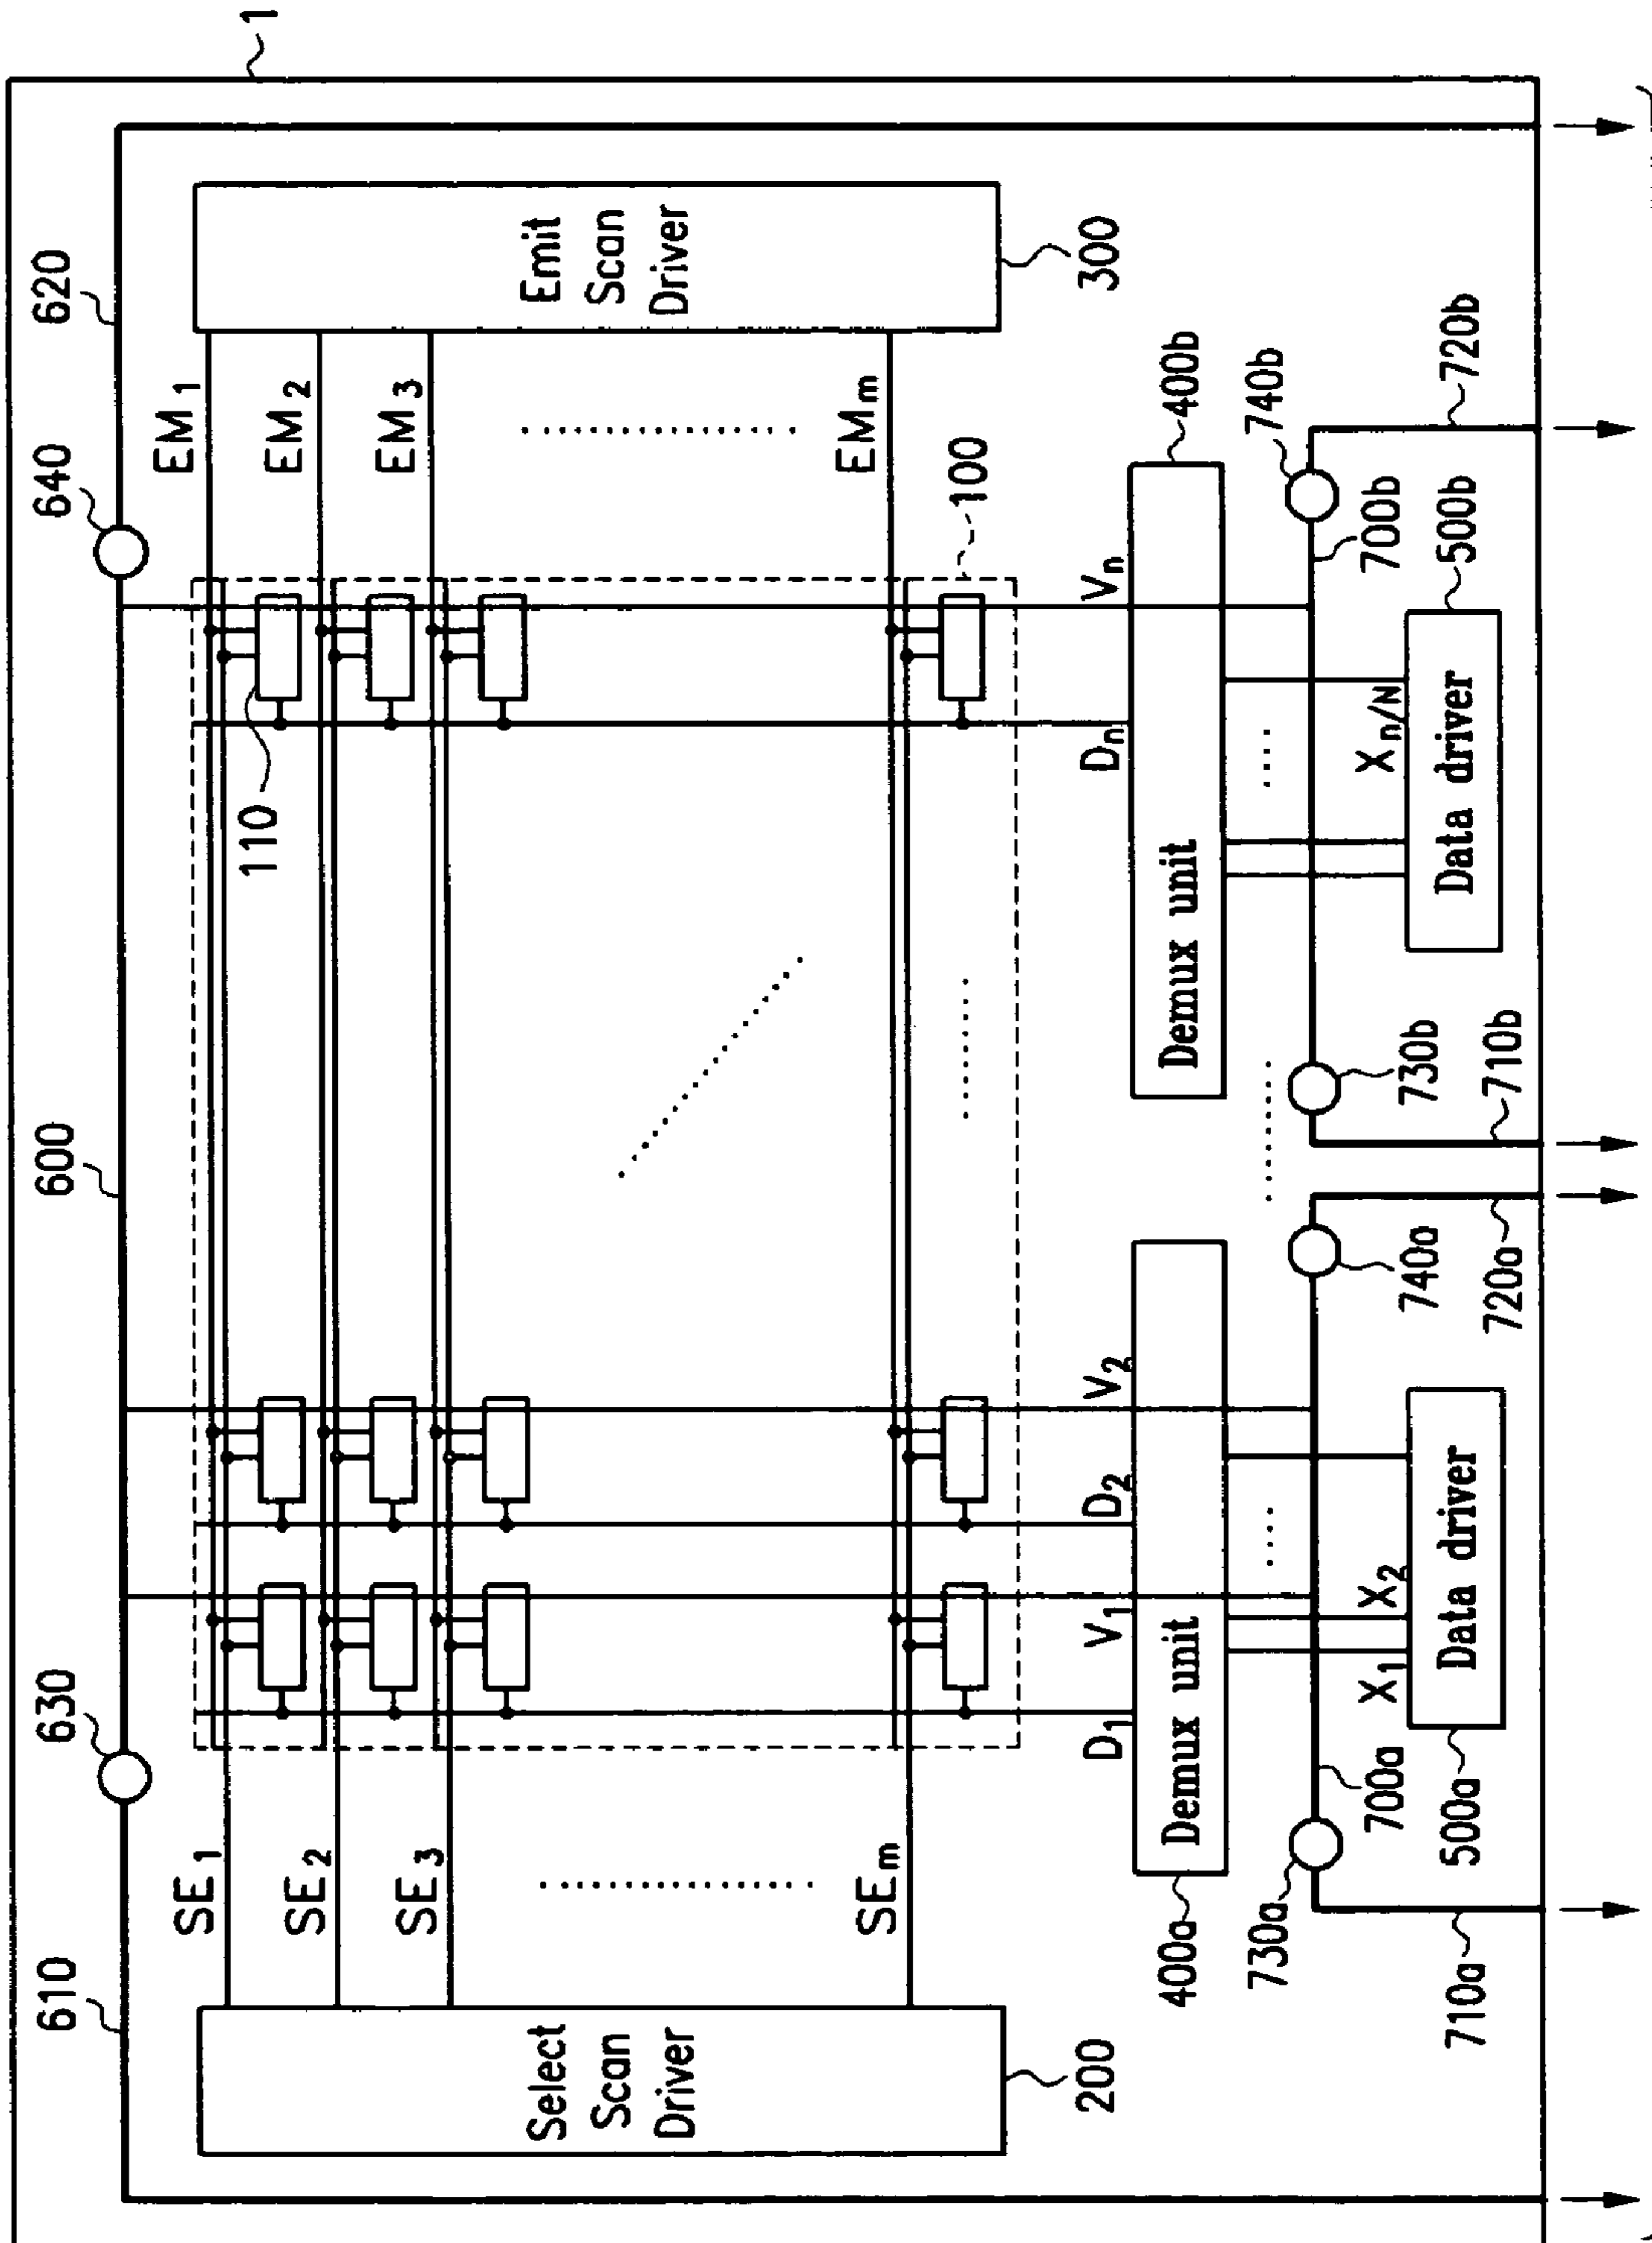 1
610
630
600
640
620
SE1
SE2
SE3
SEm
EM1
EM2
EM3
EMm
Select
Scan
Driver
200
Emit
Scan
Driver
300
110
100
D1
V1
D2
V2
Dn
Vn
400a
Demux unit
Demux unit
400b
730a
740a
730b
740b
700a
700b
X1
X2
Xn/N
500a
Data driver
Data driver
500b
710a
720a
710b
720b